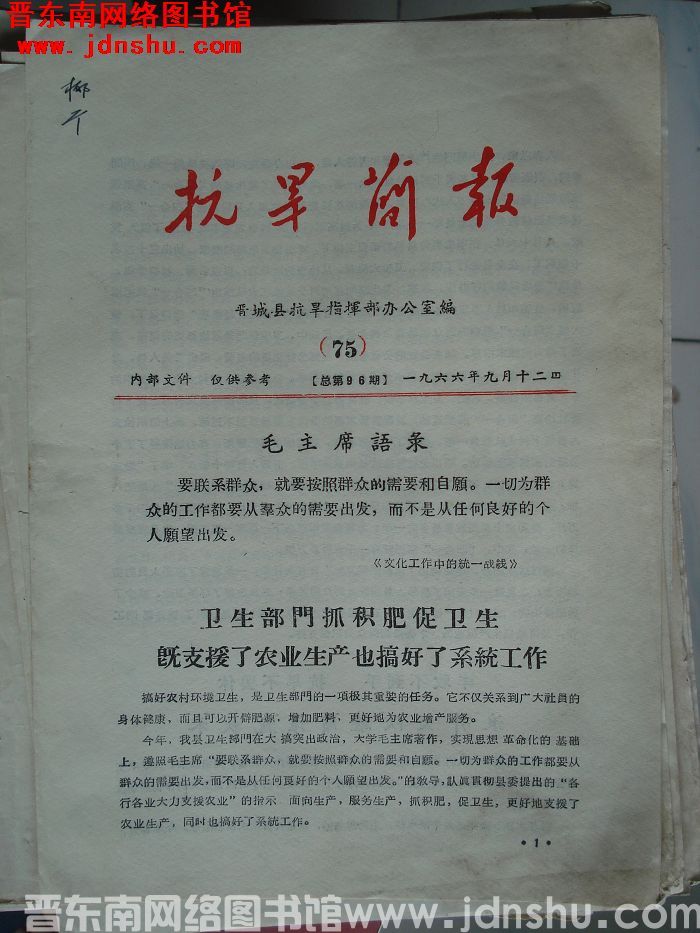 晋东南网络图书馆
www.jdnshu.com
抗旱简报
晋城县抗旱指揮部办公室編
(75)
内部文件 仅供参考 【总第96期】 一九六六年九月十二日
毛主席語录
要联系群众，就要按照群众的需要和自願。一切为群
众的工作都要从羣众的需要出发，而不是从任何良好的个
人願望出发。
《文化工作中的統一战綫》
卫生部門抓积肥促卫生
旣支援了农业生产也搞好了系統工作
搞好农村环境卫生，是卫生部門的一項极其重要的任务。它不仅关系到广大社員的
身体健康，而且可以开僻肥源，增加肥料，更好地为农业增产服务。
今年，我县卫生部門在大搞突出政治，大学毛主席著作，实現思想革命化的基础
上，遵照毛主席“要联系群众，就要按照群众的需要和自愿。一切为群众的工作都要从
群众的需要出发，而不是从任何良好的个人愿望出发。”的教导，认眞貫彻县委提出的“各
行各业大力支援农业”的指示，面向生产，服务生产，抓积肥，促卫生，更好地支援了
农业生产，同时也搞好了系統工作。
·1·
晋东南网络图书馆www.jdnshu.com